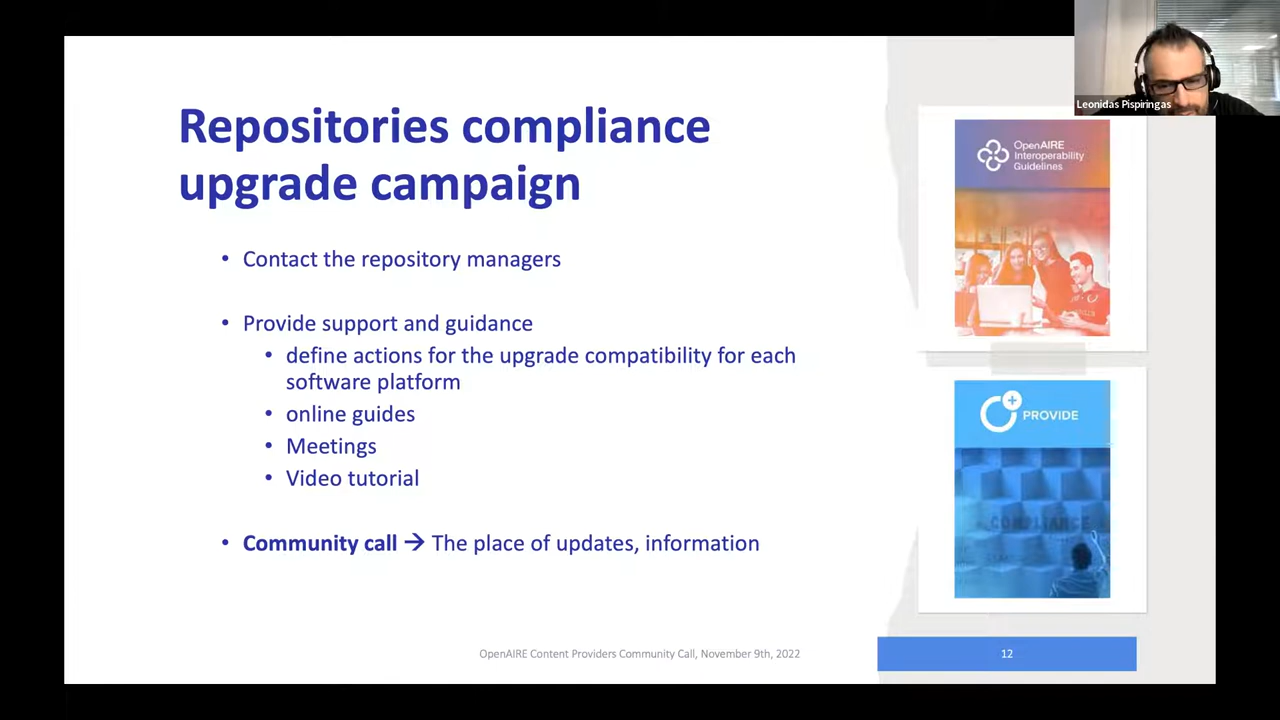 Leonidas Pispiringas
Repositories compliance
upgrade campaign
• Contact the repository managers
• Provide support and guidance
• define actions for the upgrade compatibility for each
software platform
• online guides
• Meetings
• Video tutorial
• Community call → The place of updates, information
OpenAIRE
Interoperability
Guidelines
PROVIDE
COMPLIANCE
OpenAIRE Content Providers Community Call, November 9th, 2022
12